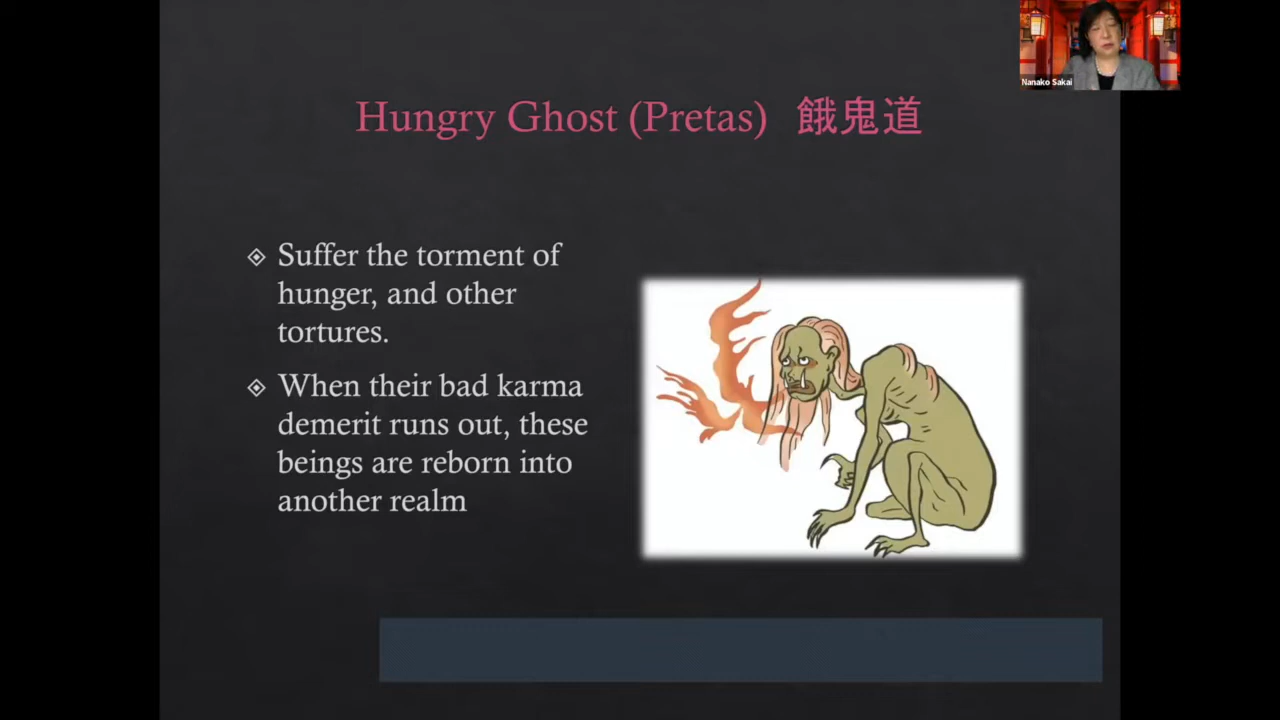 Nanako Sakai
Hungry Ghost (Pretas) 餓鬼道
Suffer the torment of
hunger, and other
tortures.
When their bad karma
demerit runs out, these
beings are reborn into
another realm